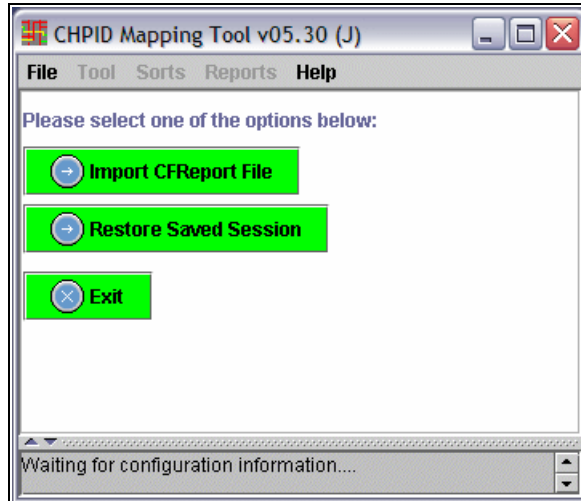 CHPID Mapping Tool v05.30 (J)
File Tool Sorts Reports Help
Please select one of the options below:
Import CFReport File
Restore Saved Session
Exit
Waiting for configuration information....